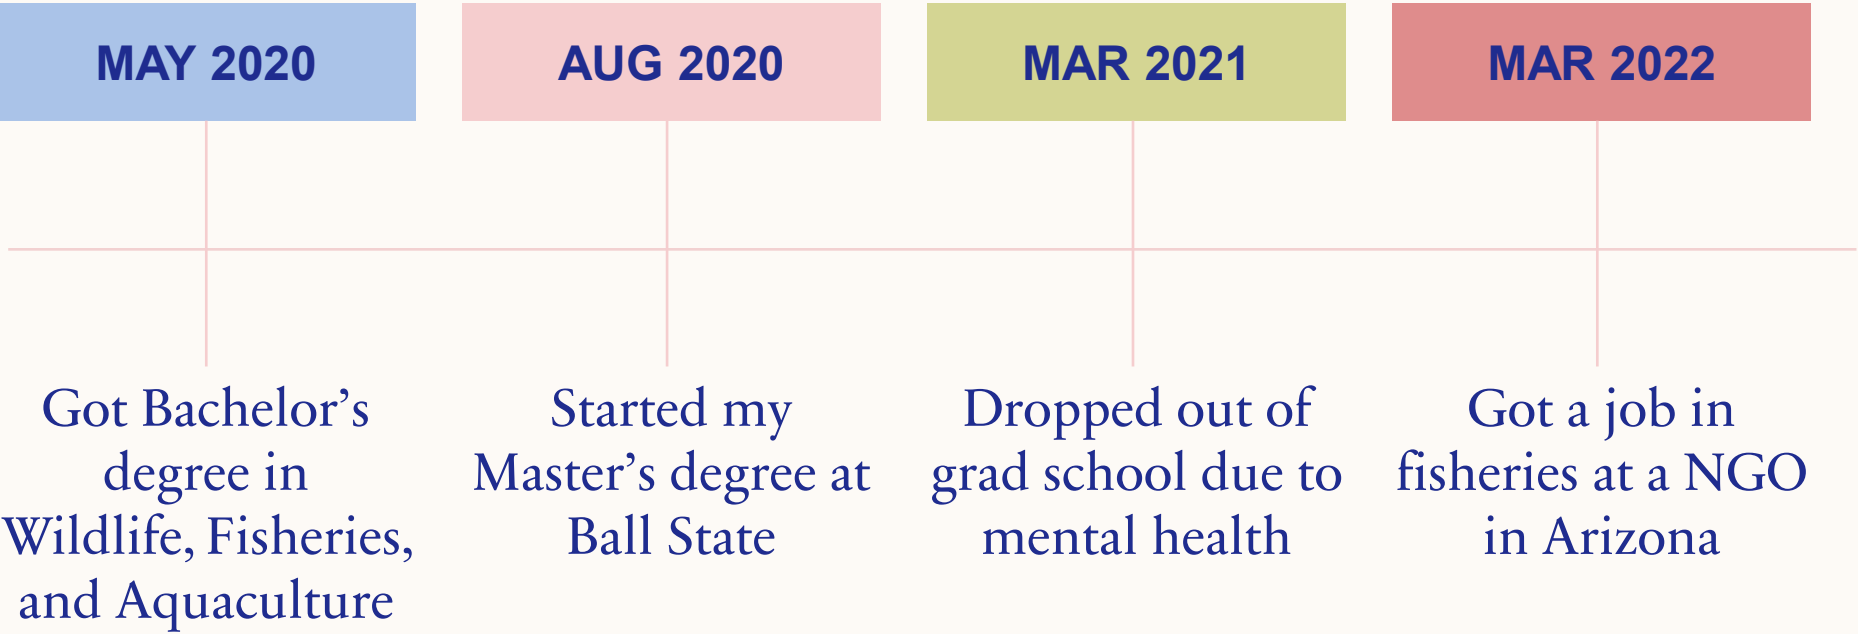 MAY 2020
AUG 2020
MAR 2021
MAR 2022
Got Bachelor’s
degree in
Wildlife, Fisheries,
and Aquaculture
Started my
Master’s degree at
Ball State
Dropped out of
grad school due to
mental health
Got a job in
fisheries at a NGO
in Arizona